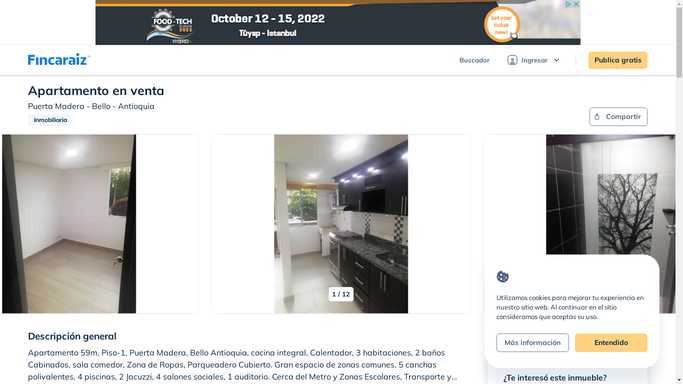 FOOD-TECH
October 12 - 15, 2022
Tüyap - Istanbul
Get your ticket now!
Fincaraiz
Buscador
Ingresar
Publica gratis
Apartamento en venta
Puerta Madera - Bello - Antioquia
Inmobiliaria
Compartir
1 / 12
Utilizamos cookies para mejorar tu experiencia en
nuestro sitio web. Al continuar en el sitio
consideramos que aceptas su uso.
Más información
Entendido
Descripción general
Apartamento 59m, Piso-1, Puerta Madera, Bello Antioquia, cocina integral, Calentador, 3 habitaciones, 2 baños
Cabinados, sala comedor, Zona de Ropas, Parqueadero Cubierto. Gran espacio de zonas comunes, 5 canchas
polivalentes, 4 piscinas, 2 Jacuzzi, 4 salones sociales, 1 auditorio. Cerca del Metro y Zonas Escolares, Transporte y...
¿Te interesó este inmueble?